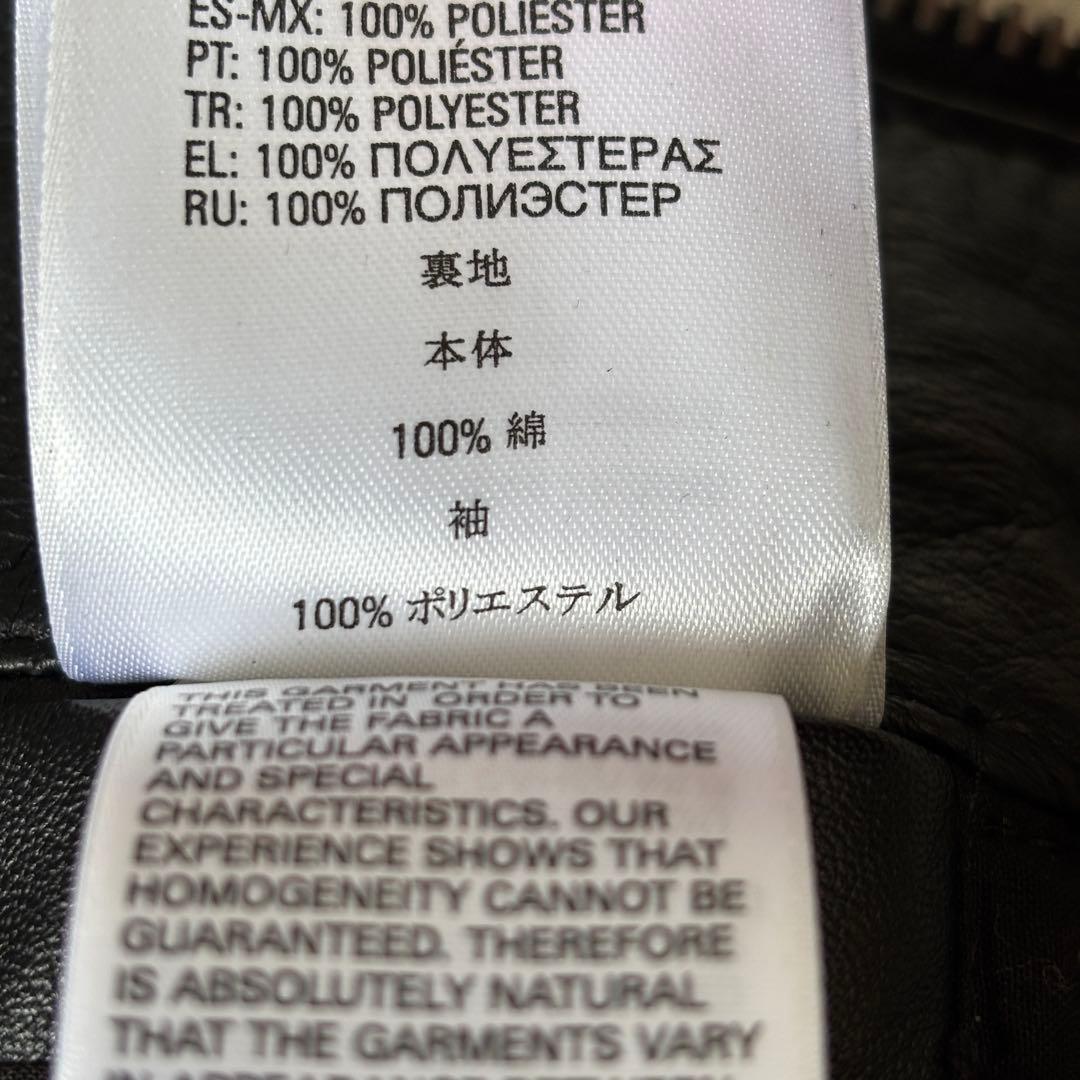 ES-MX: 100% POLIESTER
PT: 100% POLIÉSTER
TR: 100% POLYESTER
EL: 100% ΠΟΛΥΕΣΤΕΡΑΣ
RU: 100% ПОЛИЭСТЕР
裏地
本体
100% 綿
袖
100% ポリエステル
THIS GARMENT HAS BEEN
TREATED IN ORDER TO
GIVE THE FABRIC A
PARTICULAR APPEARANCE
AND SPECIAL
CHARACTERISTICS. OUR
EXPERIENCE SHOWS THAT
HOMOGENEITY CANNOT BE
GUARANTEED. THEREFORE
IS ABSOLUTELY NATURAL
THAT THE GARMENTS VARY